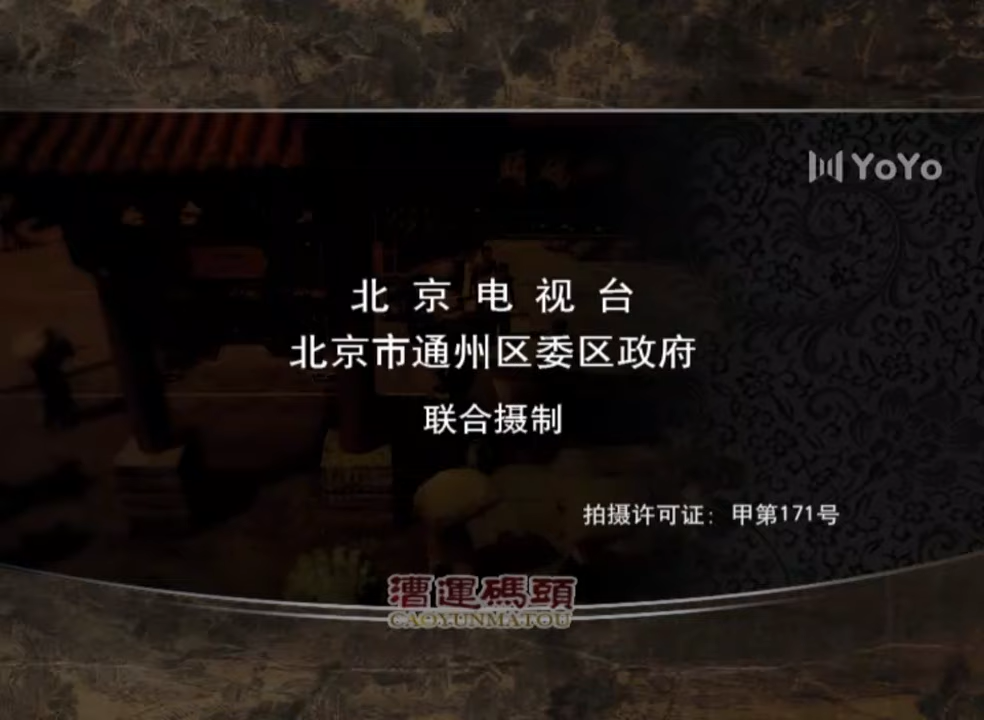 YoYo
北京电视台
北京市通州区委区政府
联合摄制
拍摄许可证：甲第171号
漕運碼頭
CAOYUNMATOU